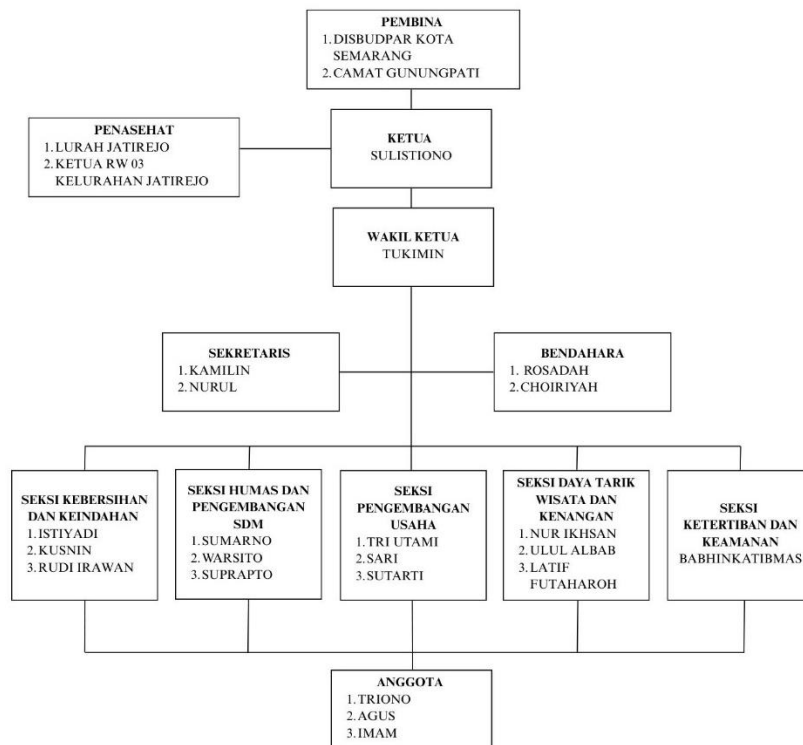 PEMBINA
1. DISBUDPAR KOTA
SEMARANG
2. CAMAT GUNUNGPATI
PENASEHAT
1. LURAH JATIREJO
2. KETUA RW 03
KELURAHAN JATIREJO
KETUA
SULISTIONO
WAKIL KETUA
TUKIMIN
SEKRETARIS
1. KAMILIN
2. NURUL
BENDAHARA
1. ROSADAH
2. CHOIRIYAH
SEKSI KEBERSIHAN
DAN KEINDAHAN
1. ISTIYADI
2. KUSNIN
3. RUDI IRAWAN
SEKSI HUMAS DAN
PENGEMBANGAN
SDM
1. SUMARNO
2. WARSITO
3. SUPRAPTO
SEKSI
PENGEMBANGAN
USAHA
1. TRI UTAMI
2. SARI
3. SUTARTI
SEKSI DAYA TARIK
WISATA DAN
KENANGAN
1. NUR IKHSAN
2. ULUL ALBAB
3. LATIF
FUTAHAROH
SEKSI
KETERTIBAN DAN
KEAMANAN
BABHINKATIBMAS
ANGGOTA
1. TRIONO
2. AGUS
3. IMAM